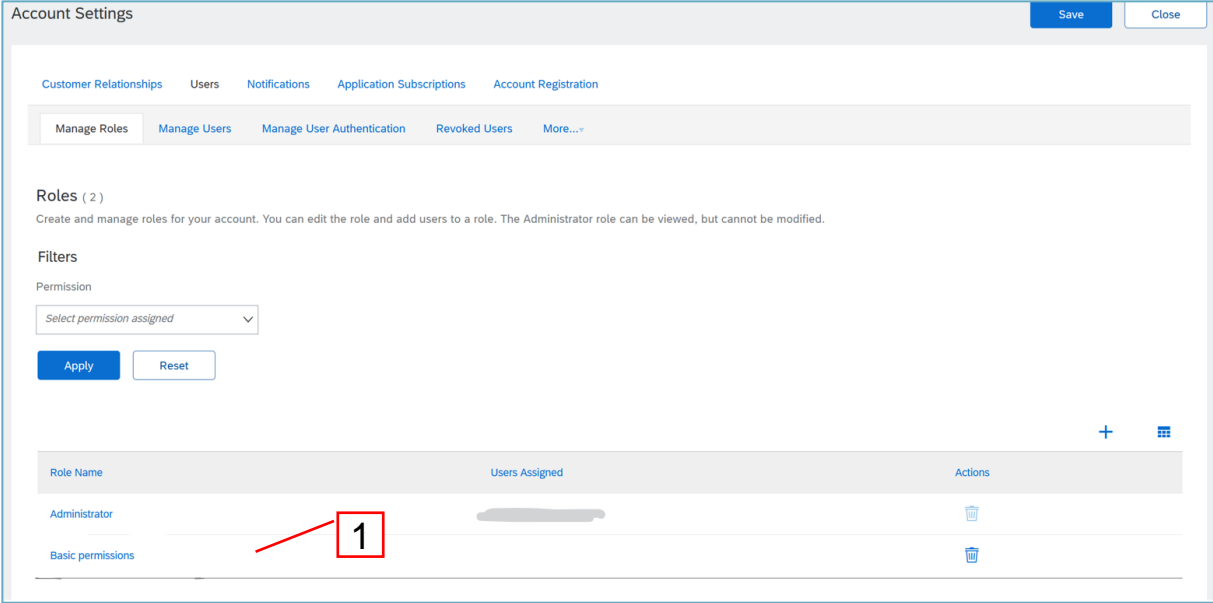 Account Settings Save Close
Customer Relationships Users Notifications Application Subscriptions Account Registration
Manage Roles Manage Users Manage User Authentication Revoked Users More...
Roles ( 2 )
Create and manage roles for your account. You can edit the role and add users to a role. The Administrator role can be viewed, but cannot be modified.
Filters
Permission
Select permission assigned
Apply Reset
Role Name Users Assigned Actions
Administrator
1
Basic permissions